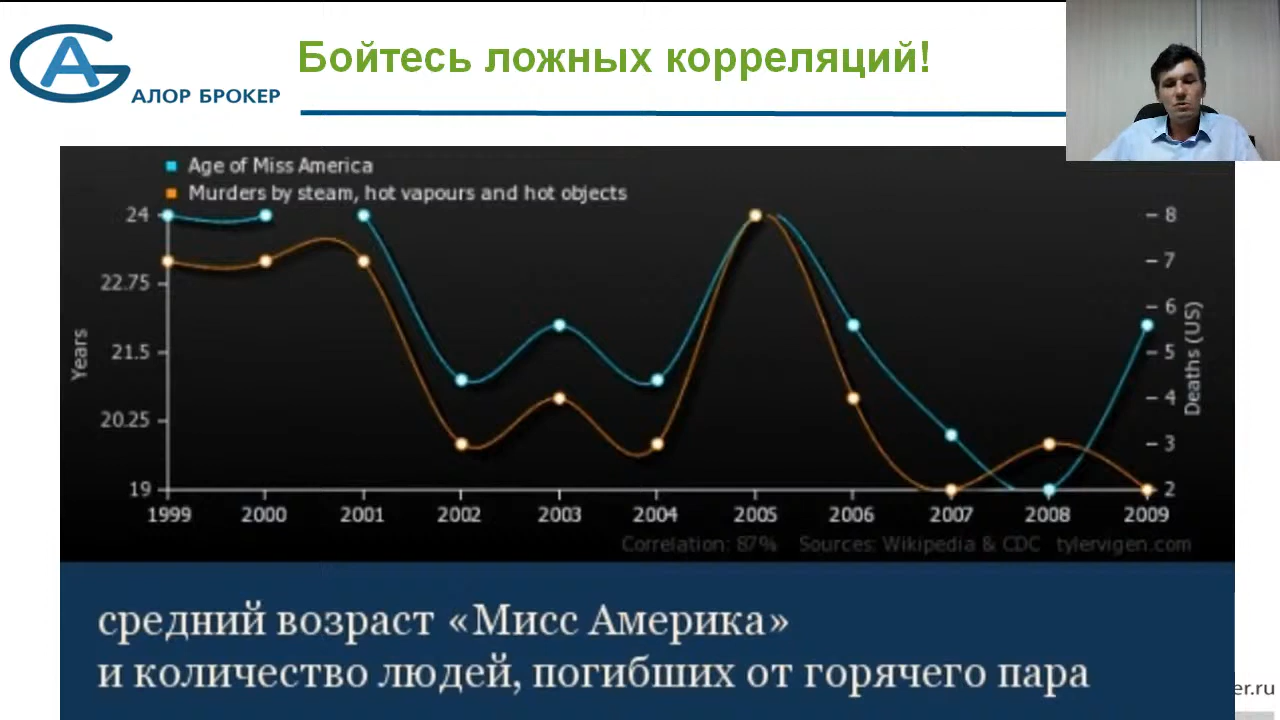 Бойтесь ложных корреляций!
АЛОР БРОКЕР
Age of Miss America
Murders by steam, hot vapours and hot objects
24
22.75
21.5
20.25
19
Years
8
7
6
5
4
3
2
Deaths (US)
1999 2000 2001 2002 2003 2004 2005 2006 2007 2008 2009
Correlation: 87% Sources: Wikipedia & CDC tylervigen.com
средний возраст «Мисс Америка»
и количество людей, погибших от горячего пара
er.ru